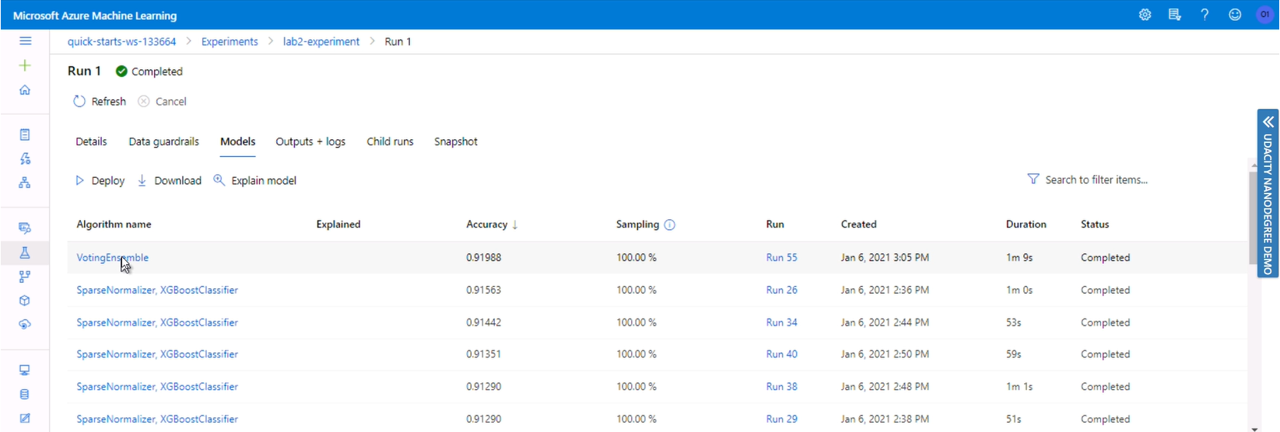 Microsoft Azure Machine Learning
01
quick-starts-ws-133664 > Experiments > lab2-experiment > Run 1
Run 1 Completed
Refresh Cancel
Details Data guardrails Models Outputs + logs Child runs Snapshot
Deploy Download Explain model Search to filter items...
Algorithm name Explained Accuracy ↓ Sampling Run Created Duration Status
VotingEnsemble 0.91988 100.00 % Run 55 Jan 6, 2021 3:05 PM 1m 9s Completed
SparseNormalizer, XGBoostClassifier 0.91563 100.00 % Run 26 Jan 6, 2021 2:36 PM 1m 0s Completed
SparseNormalizer, XGBoostClassifier 0.91442 100.00 % Run 34 Jan 6, 2021 2:44 PM 53s Completed
SparseNormalizer, XGBoostClassifier 0.91351 100.00 % Run 40 Jan 6, 2021 2:50 PM 59s Completed
SparseNormalizer, XGBoostClassifier 0.91290 100.00 % Run 38 Jan 6, 2021 2:48 PM 1m 1s Completed
SparseNormalizer, XGBoostClassifier 0.91290 100.00 % Run 29 Jan 6, 2021 2:38 PM 51s Completed
UDACITY NANODEGREE DEMO